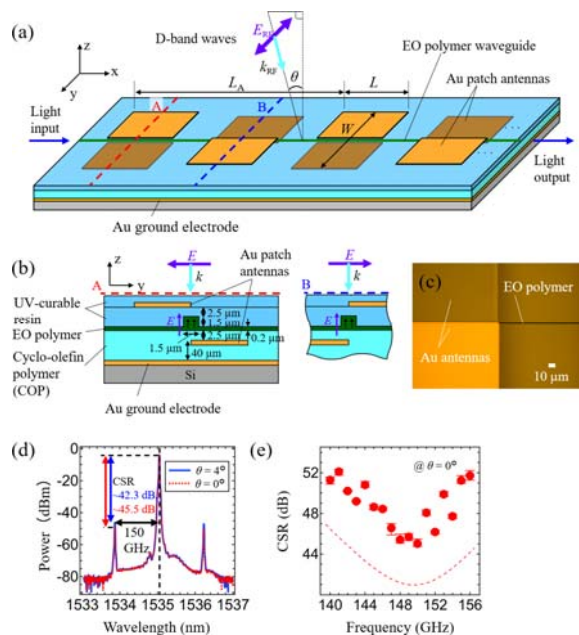 (a)
D-band waves
E_RF
k_RF
θ
EO polymer waveguide
z
x
y
L_A
L
Au patch antennas
Light
input
A
B
W
Light
output
Au ground electrode
(b)
z
y
A
E
k
Au patch
antennas
E
k
B
(c)
EO polymer
UV-curable
resin
EO polymer
Cyclo-olefin
polymer
(COP)
E
2.5 μm
1.5 μm
2.5 μm
0.2 μm
1.5 μm
40 μm
Si
E
Au ground electrode
Au antennas
10 μm
(d)
0
-20
-40
-60
-80
Power (dBm)
CSR
-42.3 dB
-45.5 dB
150
GHz
θ = 4°
θ = 0°
1533 1534 1535 1536 1537
Wavelength (nm)
(e)
52
48
44
CSR
(dB)
@ θ = 0°
140 144 148 152 156
Frequency (GHz)